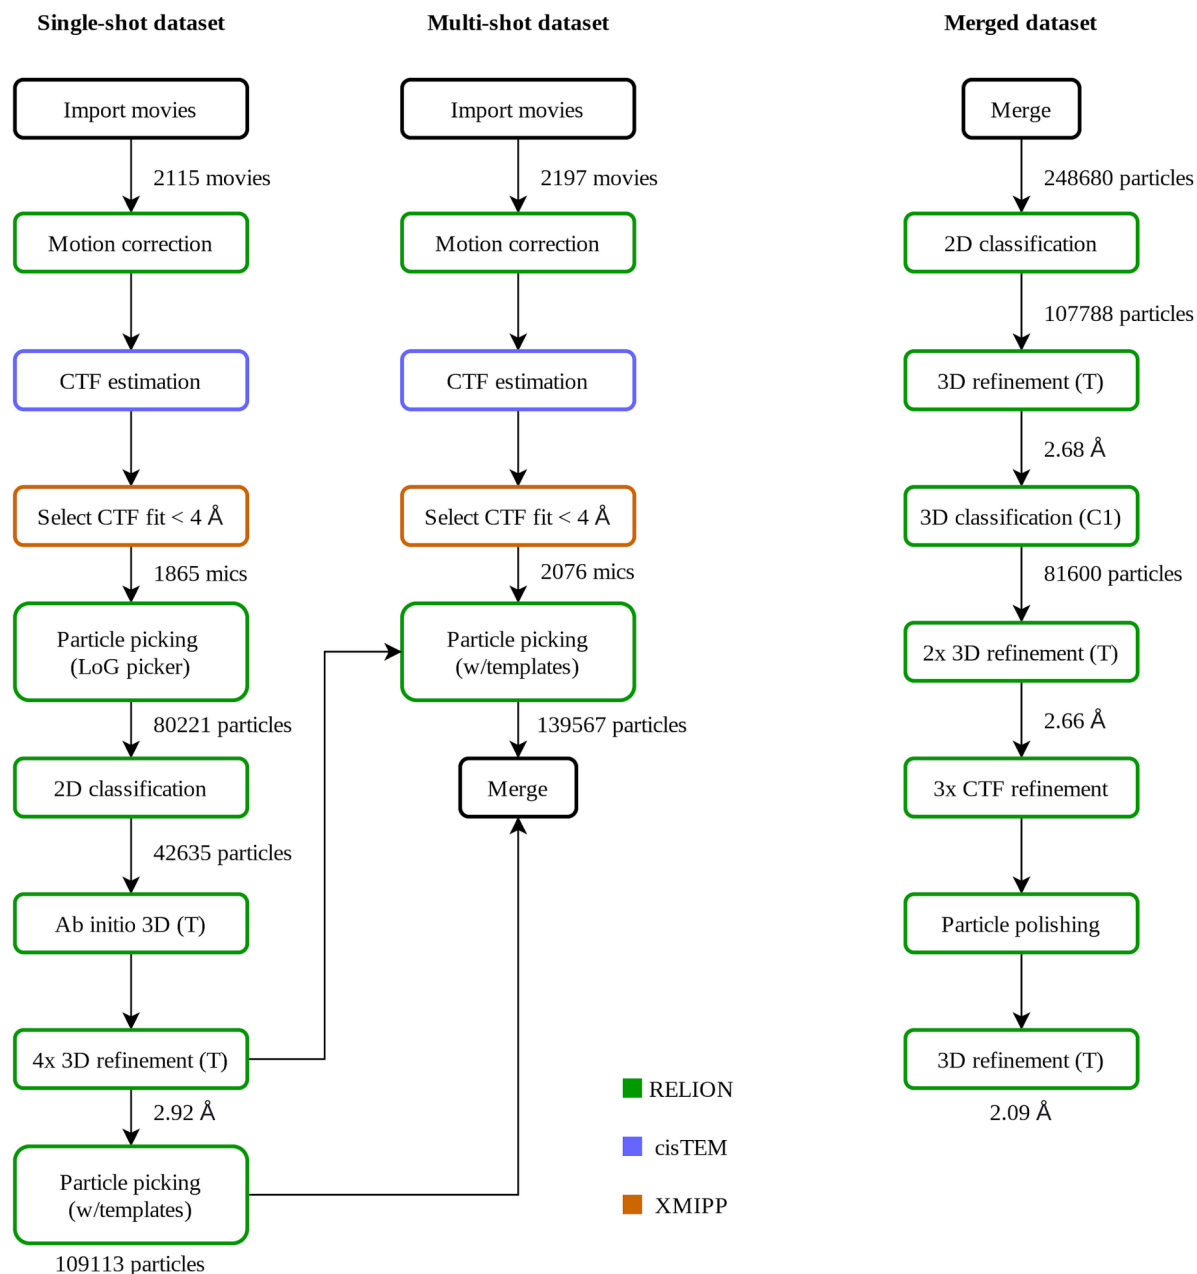 Single-shot dataset
Import movies
2115 movies
Motion correction
CTF estimation
Select CTF fit < 4 Å
1865 mics
Particle picking
(LoG picker)
80221 particles
2D classification
42635 particles
Ab initio 3D (T)
4x 3D refinement (T)
2.92 Å
Particle picking
(w/templates)
109113 particles
Multi-shot dataset
Import movies
2197 movies
Motion correction
CTF estimation
Select CTF fit < 4 Å
2076 mics
Particle picking
(w/templates)
139567 particles
Merge
RELION
cisTEM
XMIPP
Merged dataset
Merge
248680 particles
2D classification
107788 particles
3D refinement (T)
2.68 Å
3D classification (C1)
81600 particles
2x 3D refinement (T)
2.66 Å
3x CTF refinement
Particle polishing
3D refinement (T)
2.09 Å